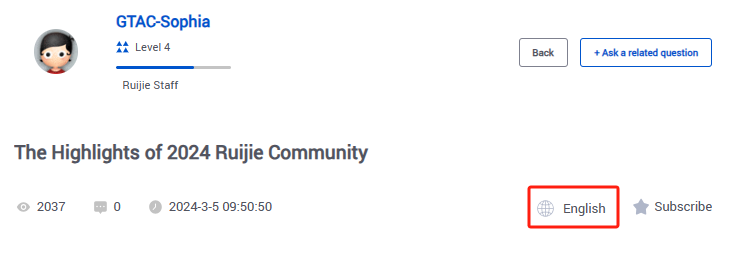 GTAC-Sophia
Level 4
Ruijie Staff
Back
+ Ask a related question
The Highlights of 2024 Ruijie Community
2037 0 2024-3-5 09:50:50 English Subscribe